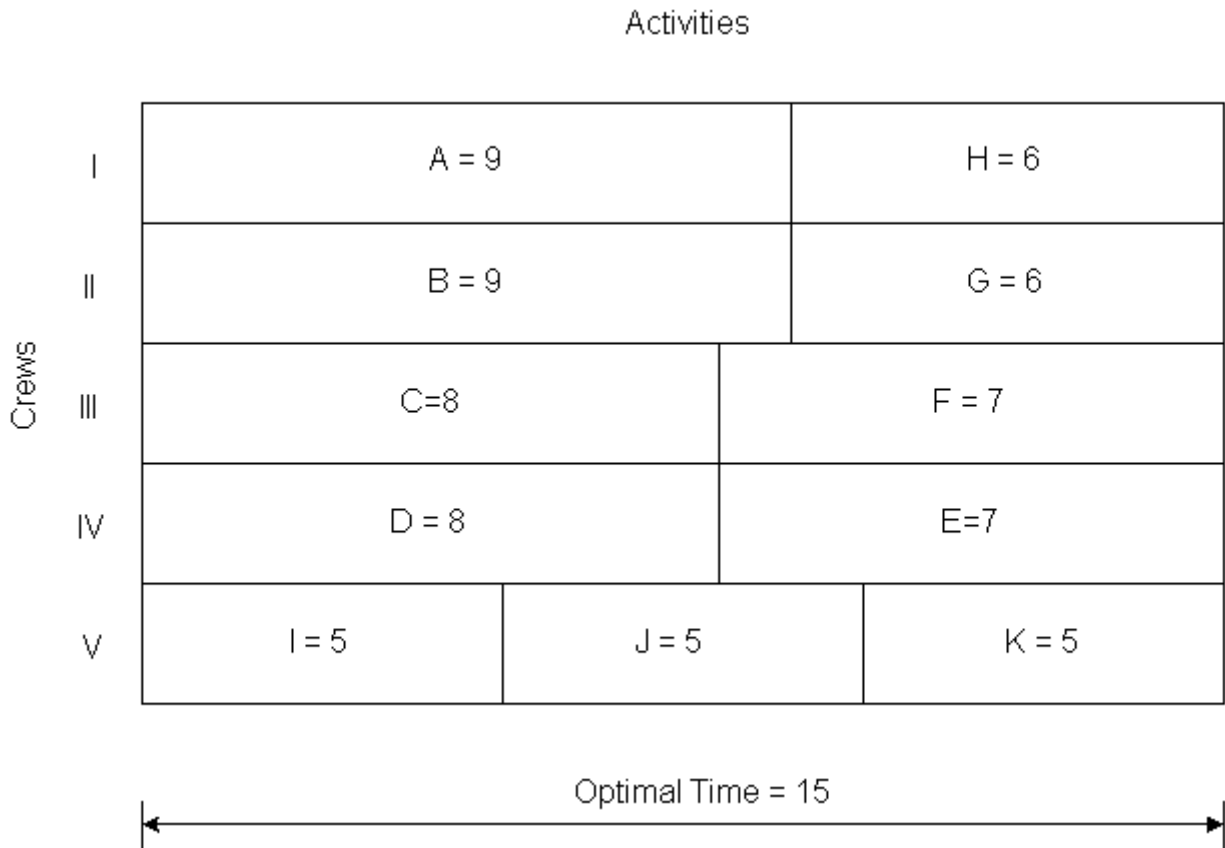 Activities
I
A = 9
H = 6
II
B = 9
G = 6
Crews
III
C=8
F = 7
IV
D = 8
E=7
V
I = 5
J = 5
K = 5
Optimal Time = 15